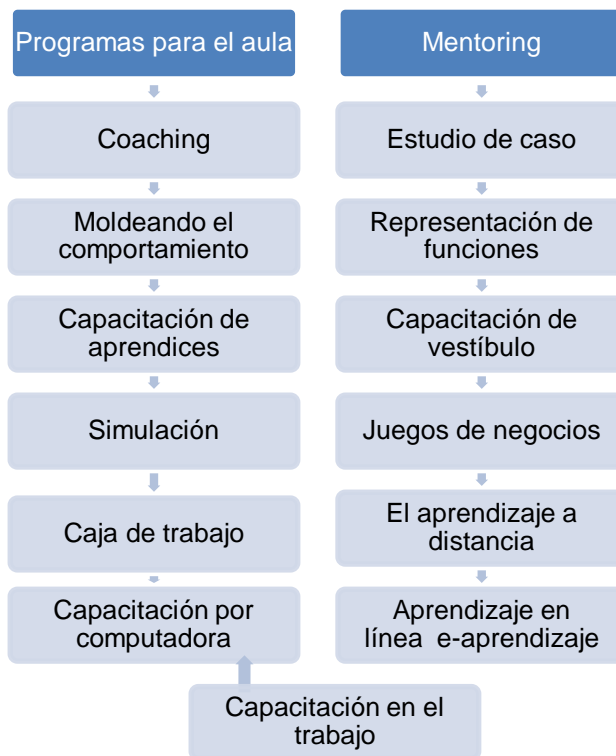 Programas para el aula
Coaching
Moldeando el
comportamiento
Capacitación de
aprendices
Simulación
Caja de trabajo
Capacitación por
computadora
Mentoring
Estudio de caso
Representación de
funciones
Capacitación de
vestíbulo
Juegos de negocios
El aprendizaje a
distancia
Aprendizaje en
línea e-aprendizaje
Capacitación en el
trabajo